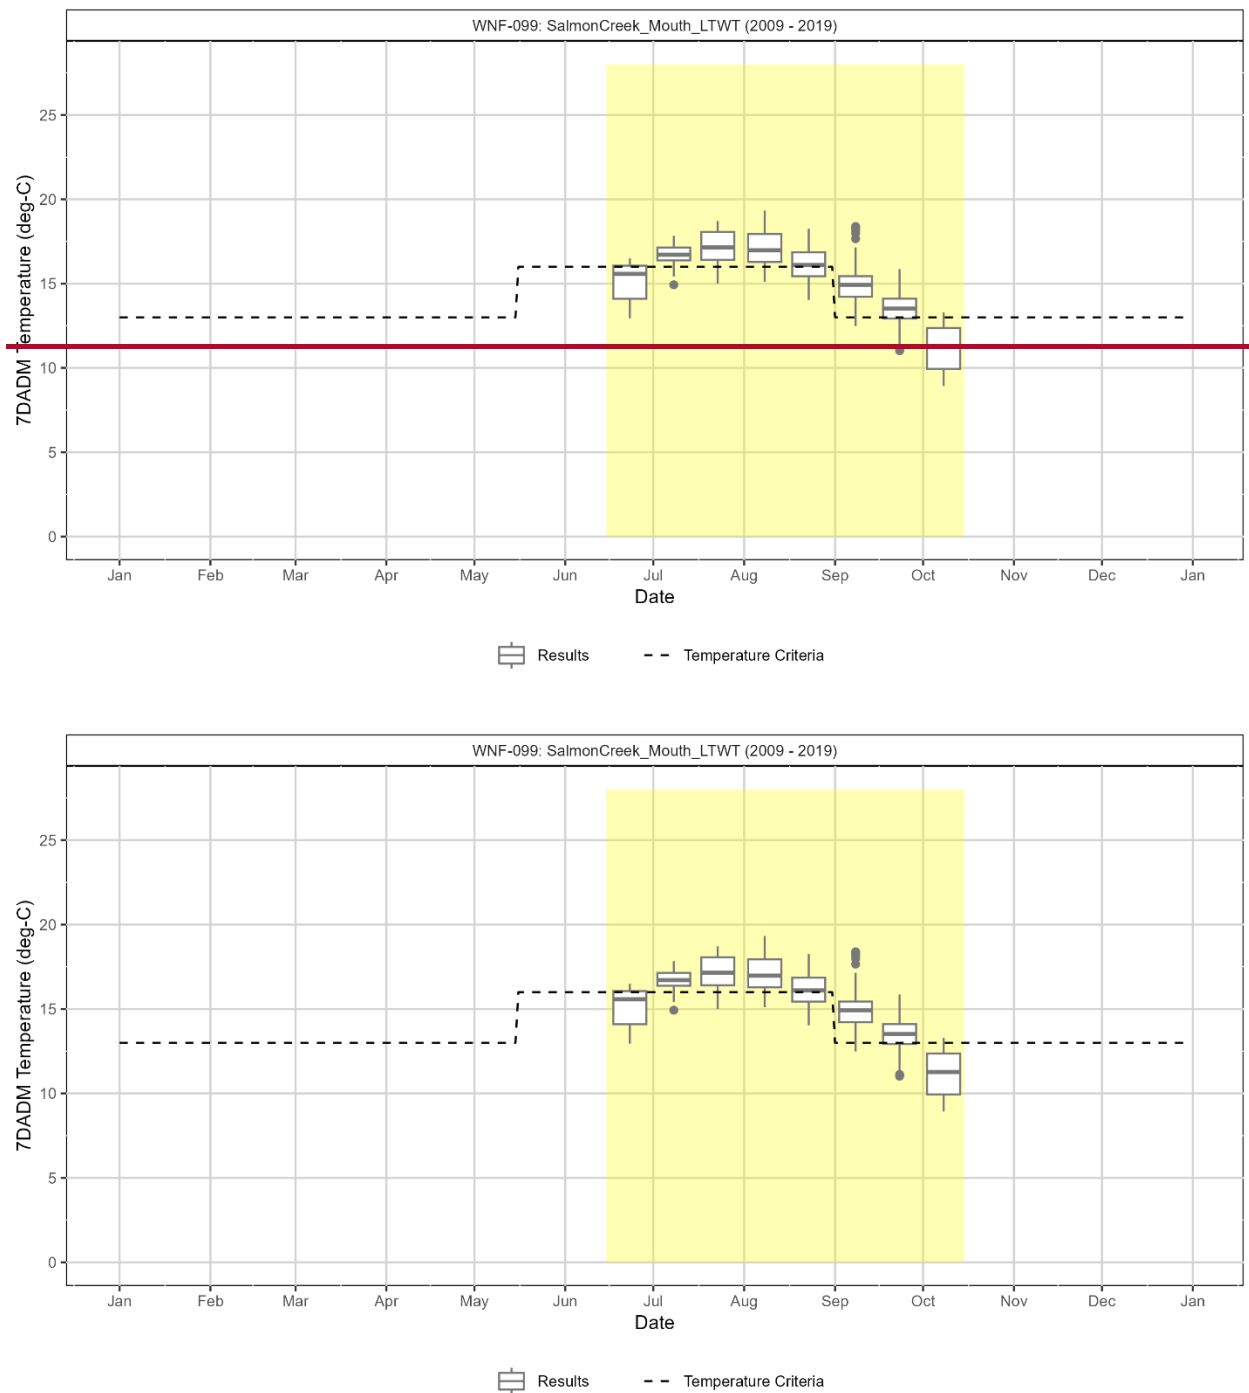 WNF-099: SalmonCreek_Mouth_LTWT (2009 - 2019)
7DADM Temperature (deg-C)
25
20
15
10
5
0
Jan Feb Mar Apr May Jun Jul Aug Sep Oct Nov Dec Jan
Date
Results Temperature Criteria
WNF-099: SalmonCreek_Mouth_LTWT (2009 - 2019)
7DADM Temperature (deg-C)
25
20
15
10
5
0
Jan Feb Mar Apr May Jun Jul Aug Sep Oct Nov Dec Jan
Date
Results Temperature Criteria